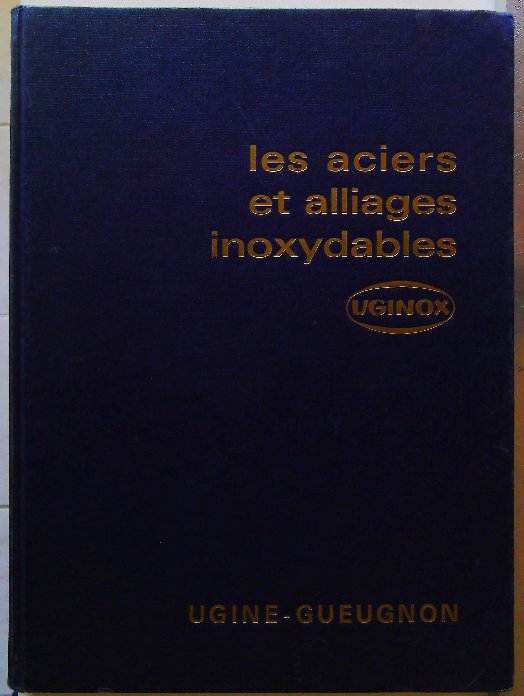 les aciers
et alliages
inoxydables
UGINOX
UGINE-GUEUGNON